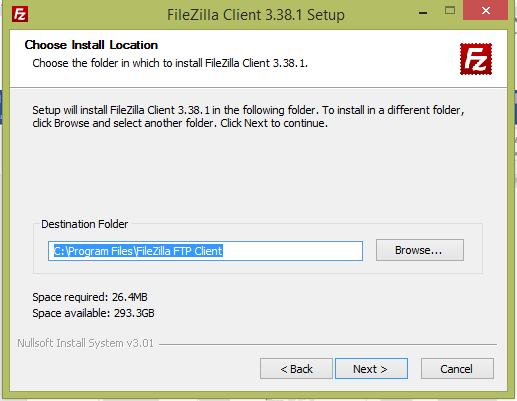 FileZilla Client 3.38.1 Setup
Choose Install Location
Choose the folder in which to install FileZilla Client 3.38.1.
Fz
Setup will install FileZilla Client 3.38.1 in the following folder. To install in a different folder,
click Browse and select another folder. Click Next to continue.
Destination Folder
C:\Program Files\FileZilla FTP Client
Browse...
Space required: 26.4MB
Space available: 293.3GB
Nullsoft Install System v3.01
< Back
Next >
Cancel